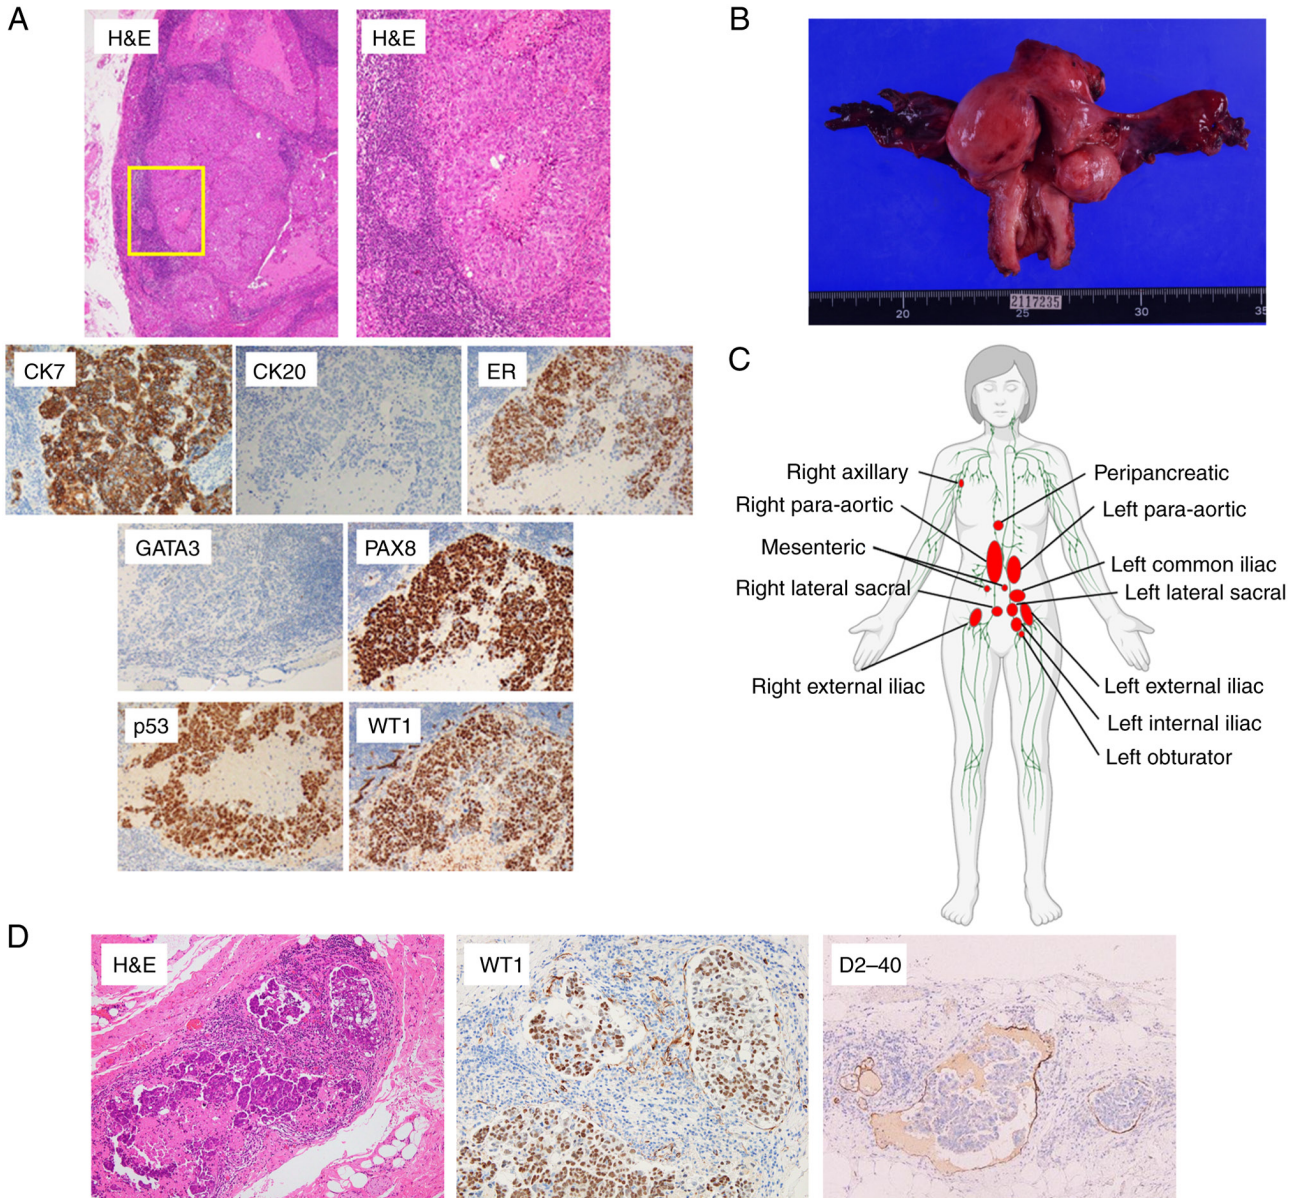 A
H&E
H&E
B
2117235
20
25
30
35
CK7
CK20
ER
GATA3
PAX8
p53
WT1
C
Right axillary
Peripancreatic
Right para-aortic
Left para-aortic
Mesenteric
Left common iliac
Right lateral sacral
Left lateral sacral
Right external iliac
Left external iliac
Left internal iliac
Left obturator
D
H&E
WT1
D2–40